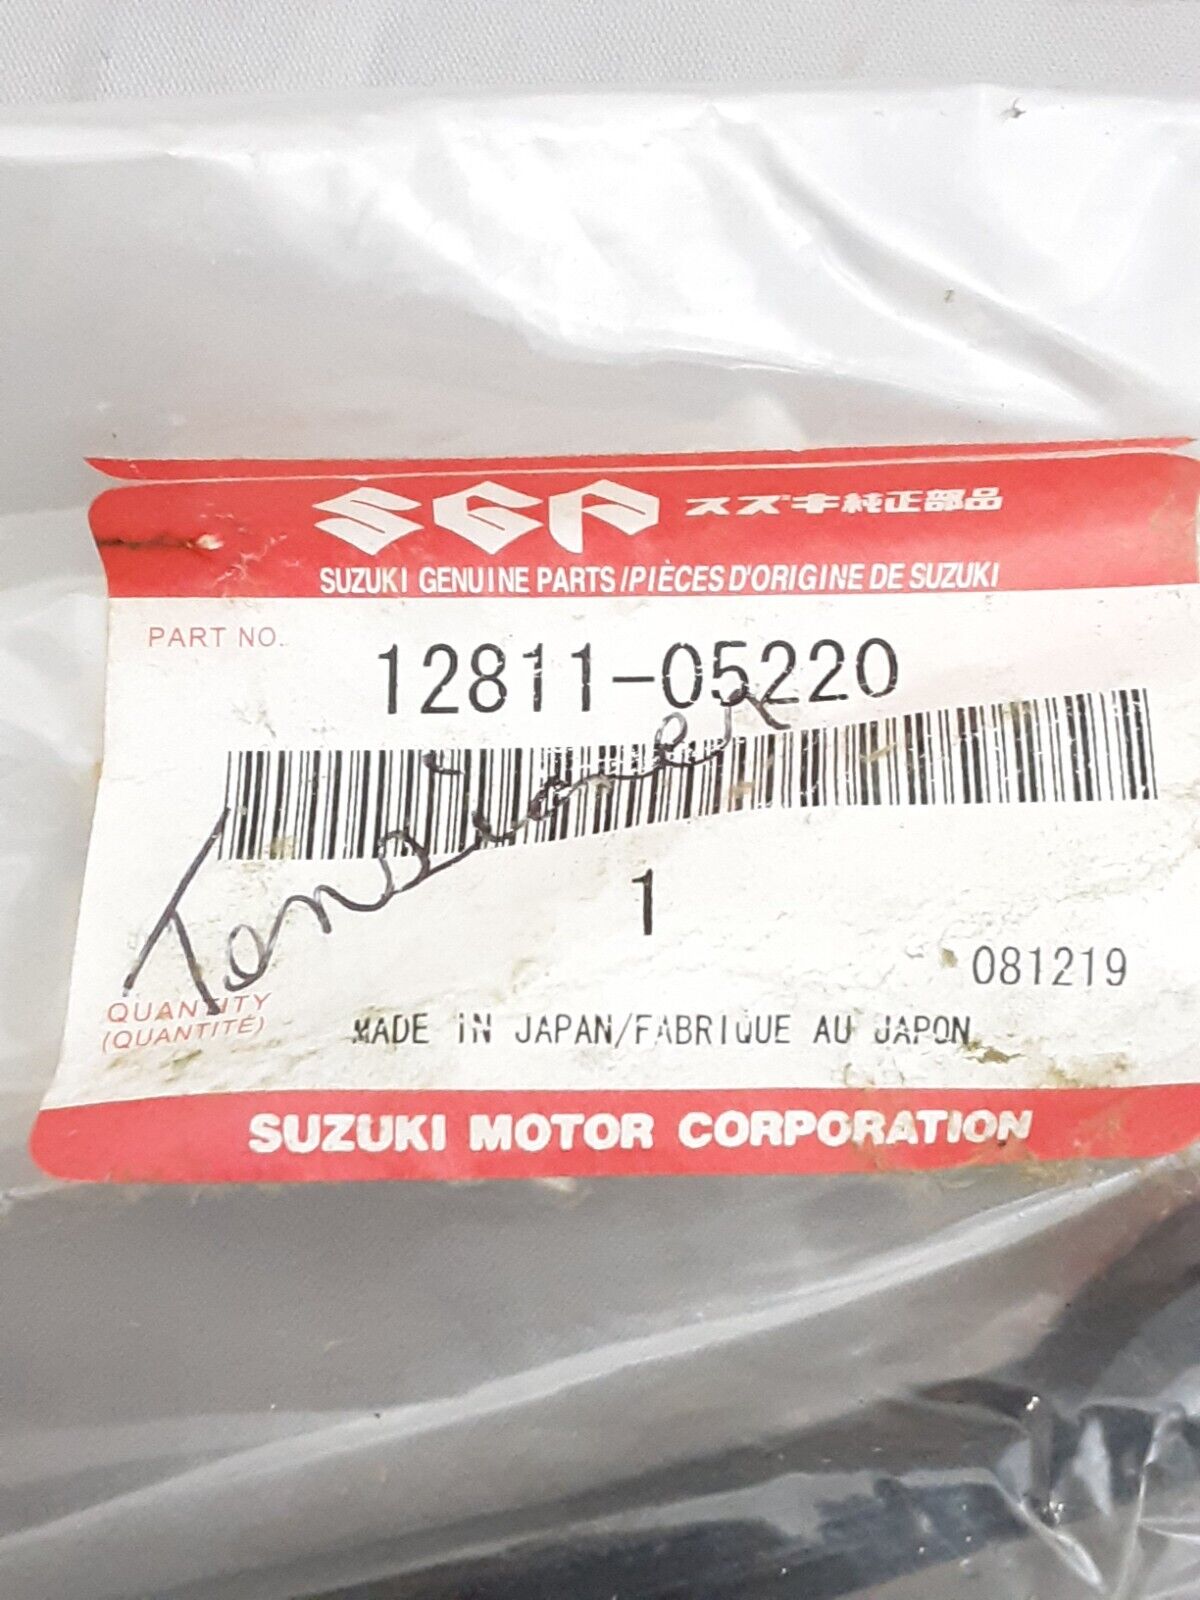 SGP スズキ純正部品
SUZUKI GENUINE PARTS/PIÈCES D'ORIGINE DE SUZUKI
PART NO. 12811-05220
Tensioner
1
081219
QUANTITY
(QUANTITÉ)
MADE IN JAPAN/FABRIQUE AU JAPON
SUZUKI MOTOR CORPORATION